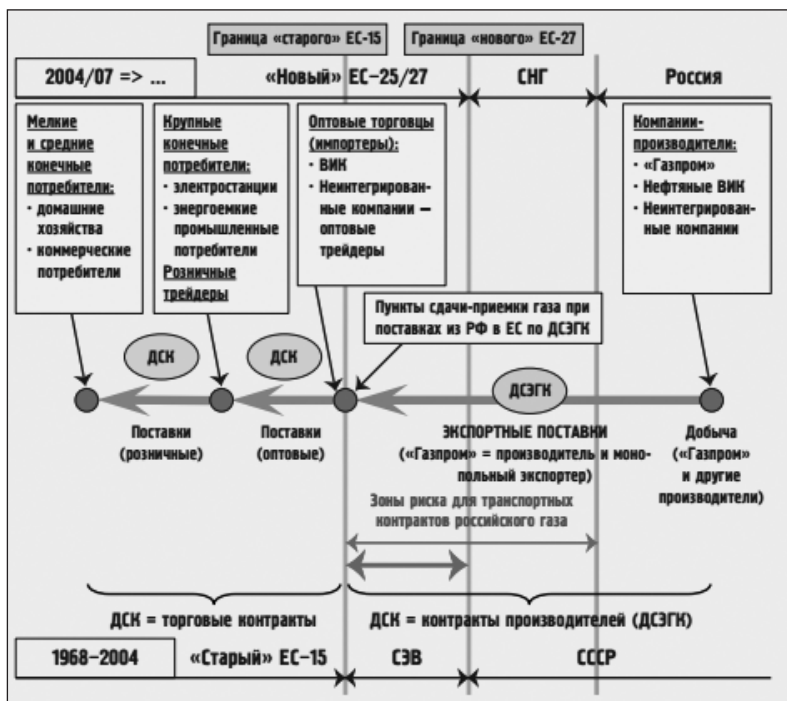 Граница «старого» ЕС-15
Граница «нового» ЕС-27
2004/07 => ...
«Новый» ЕС-25/27
СНГ
Россия
Мелкие
и средние
конечные
потребители:
· домашние
хозяйства
· коммерческие
потребители
Крупные
конечные
потребители:
· электростанции
· энергоемкие
промышленные
потребители
Розничные
трейдеры
Оптовые торговцы
(импортеры):
· ВИК
· Неинтегрирован-
ные компании —
оптовые
трейдеры
Компании-
производители:
· «Газпром»
· Нефтяные ВИК
· Неинтегрирован-
ные компании
Пункты сдачи-приемки газа при
поставках из РФ в ЕС по ДСЭГК
ДСК
ДСК
ДСЭГК
Поставки
(розничные)
Поставки
(оптовые)
ЭКСПОРТНЫЕ ПОСТАВКИ
(«Газпром» = производитель и моно-
польный экспортер)
Добыча
(«Газпром»
и другие
производители)
Зоны риска для транспортных
контрактов российского газа
ДСК = торговые контракты
ДСК = контракты производителей (ДСЭГК)
1968–2004
«Старый» ЕС-15
СЭВ
СССР